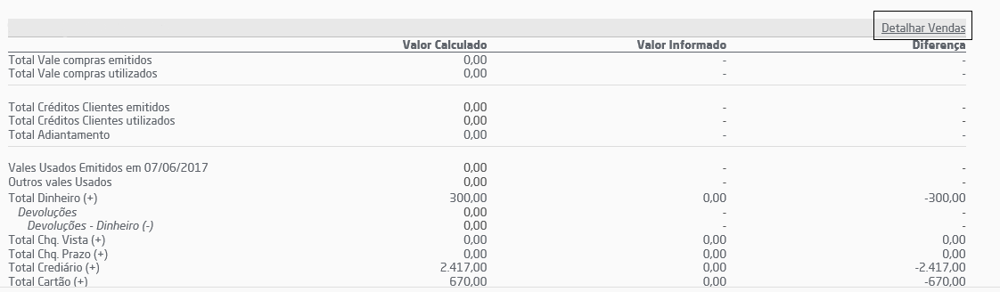 Detalhar Vendas
Valor Calculado Valor Informado Diferença
Total Vale compras emitidos 0,00 - -
Total Vale compras utilizados 0,00 - -
Total Créditos Clientes emitidos 0,00 - -
Total Créditos Clientes utilizados 0,00 - -
Total Adiantamento 0,00 - -
Vales Usados Emitidos em 07/06/2017 0,00 - -
Outros vales Usados 0,00 - -
Total Dinheiro (+) 300,00 0,00 -300,00
Devoluções 0,00 - -
Devoluções - Dinheiro (-) 0,00 - -
Total Chq. Vista (+) 0,00 0,00 0,00
Total Chq. Prazo (+) 0,00 0,00 0,00
Total Crediário (+) 2.417,00 0,00 -2.417,00
Total Cartão (+) 670,00 0,00 -670,00